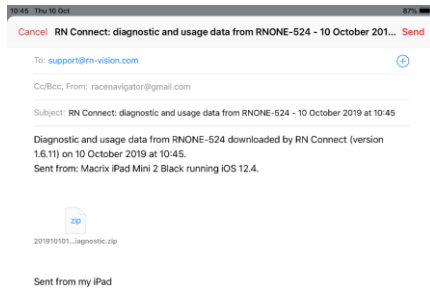 10:45 Thu 10 Oct 87%
Cancel RN Connect: diagnostic and usage data from RNONE-524 - 10 October 201... Send
To: support@rn-vision.com
Cc/Bcc, From: racenavigator@gmail.com
Subject: RN Connect: diagnostic and usage data from RNONE-524 - 10 October 2019 at 10:45
Diagnostic and usage data from RNONE-524 downloaded by RN Connect (version
1.6.11) on 10 October 2019 at 10:45.
Sent from: Macrix iPad Mini 2 Black running iOS 12.4.
zip
201910101...iagnostic.zip
Sent from my iPad